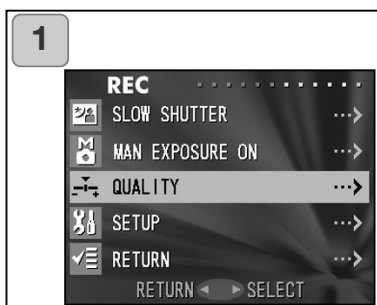 1
REC
SLOW SHUTTER
MAN EXPOSURE ON
QUALITY
SETUP
RETURN
RETURN SELECT